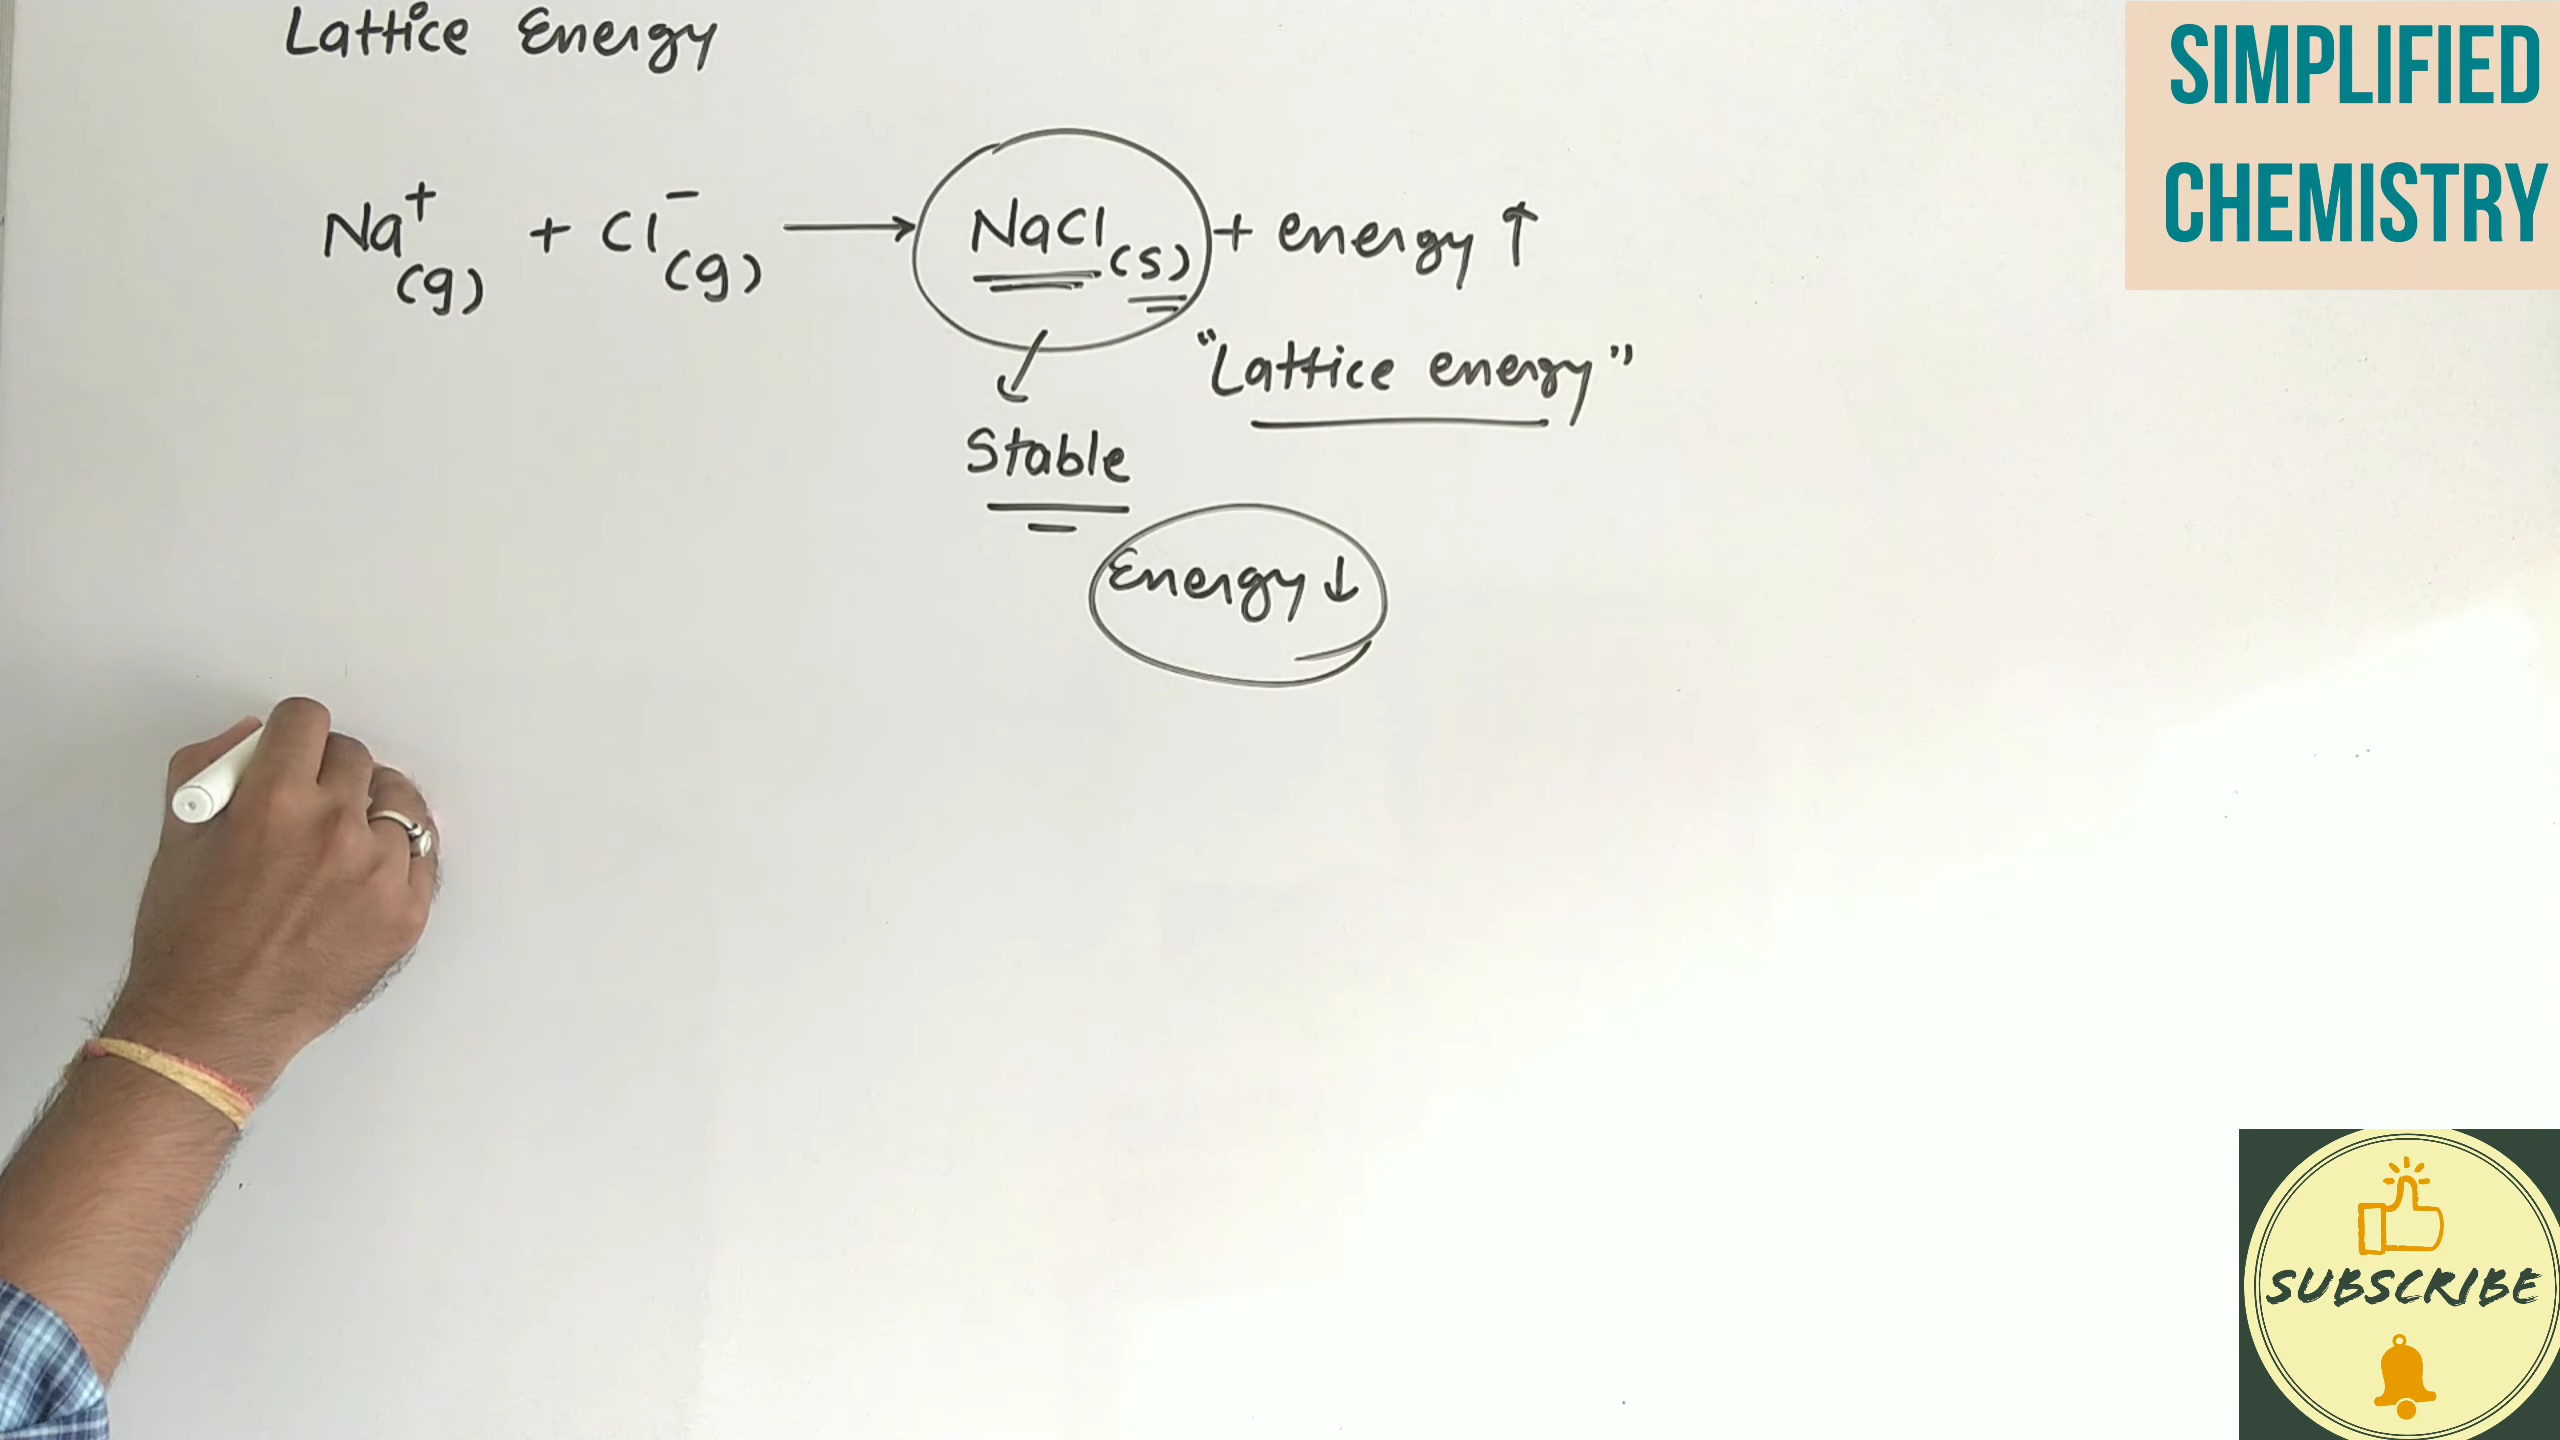 Lattice Energy
SIMPLIFIED
CHEMISTRY
Na⁺(g) + Cl⁻(g) ⟶ NaCl(s) + energy ↑
"Lattice energy"
Stable
Energy ↓
SUBSCRIBE